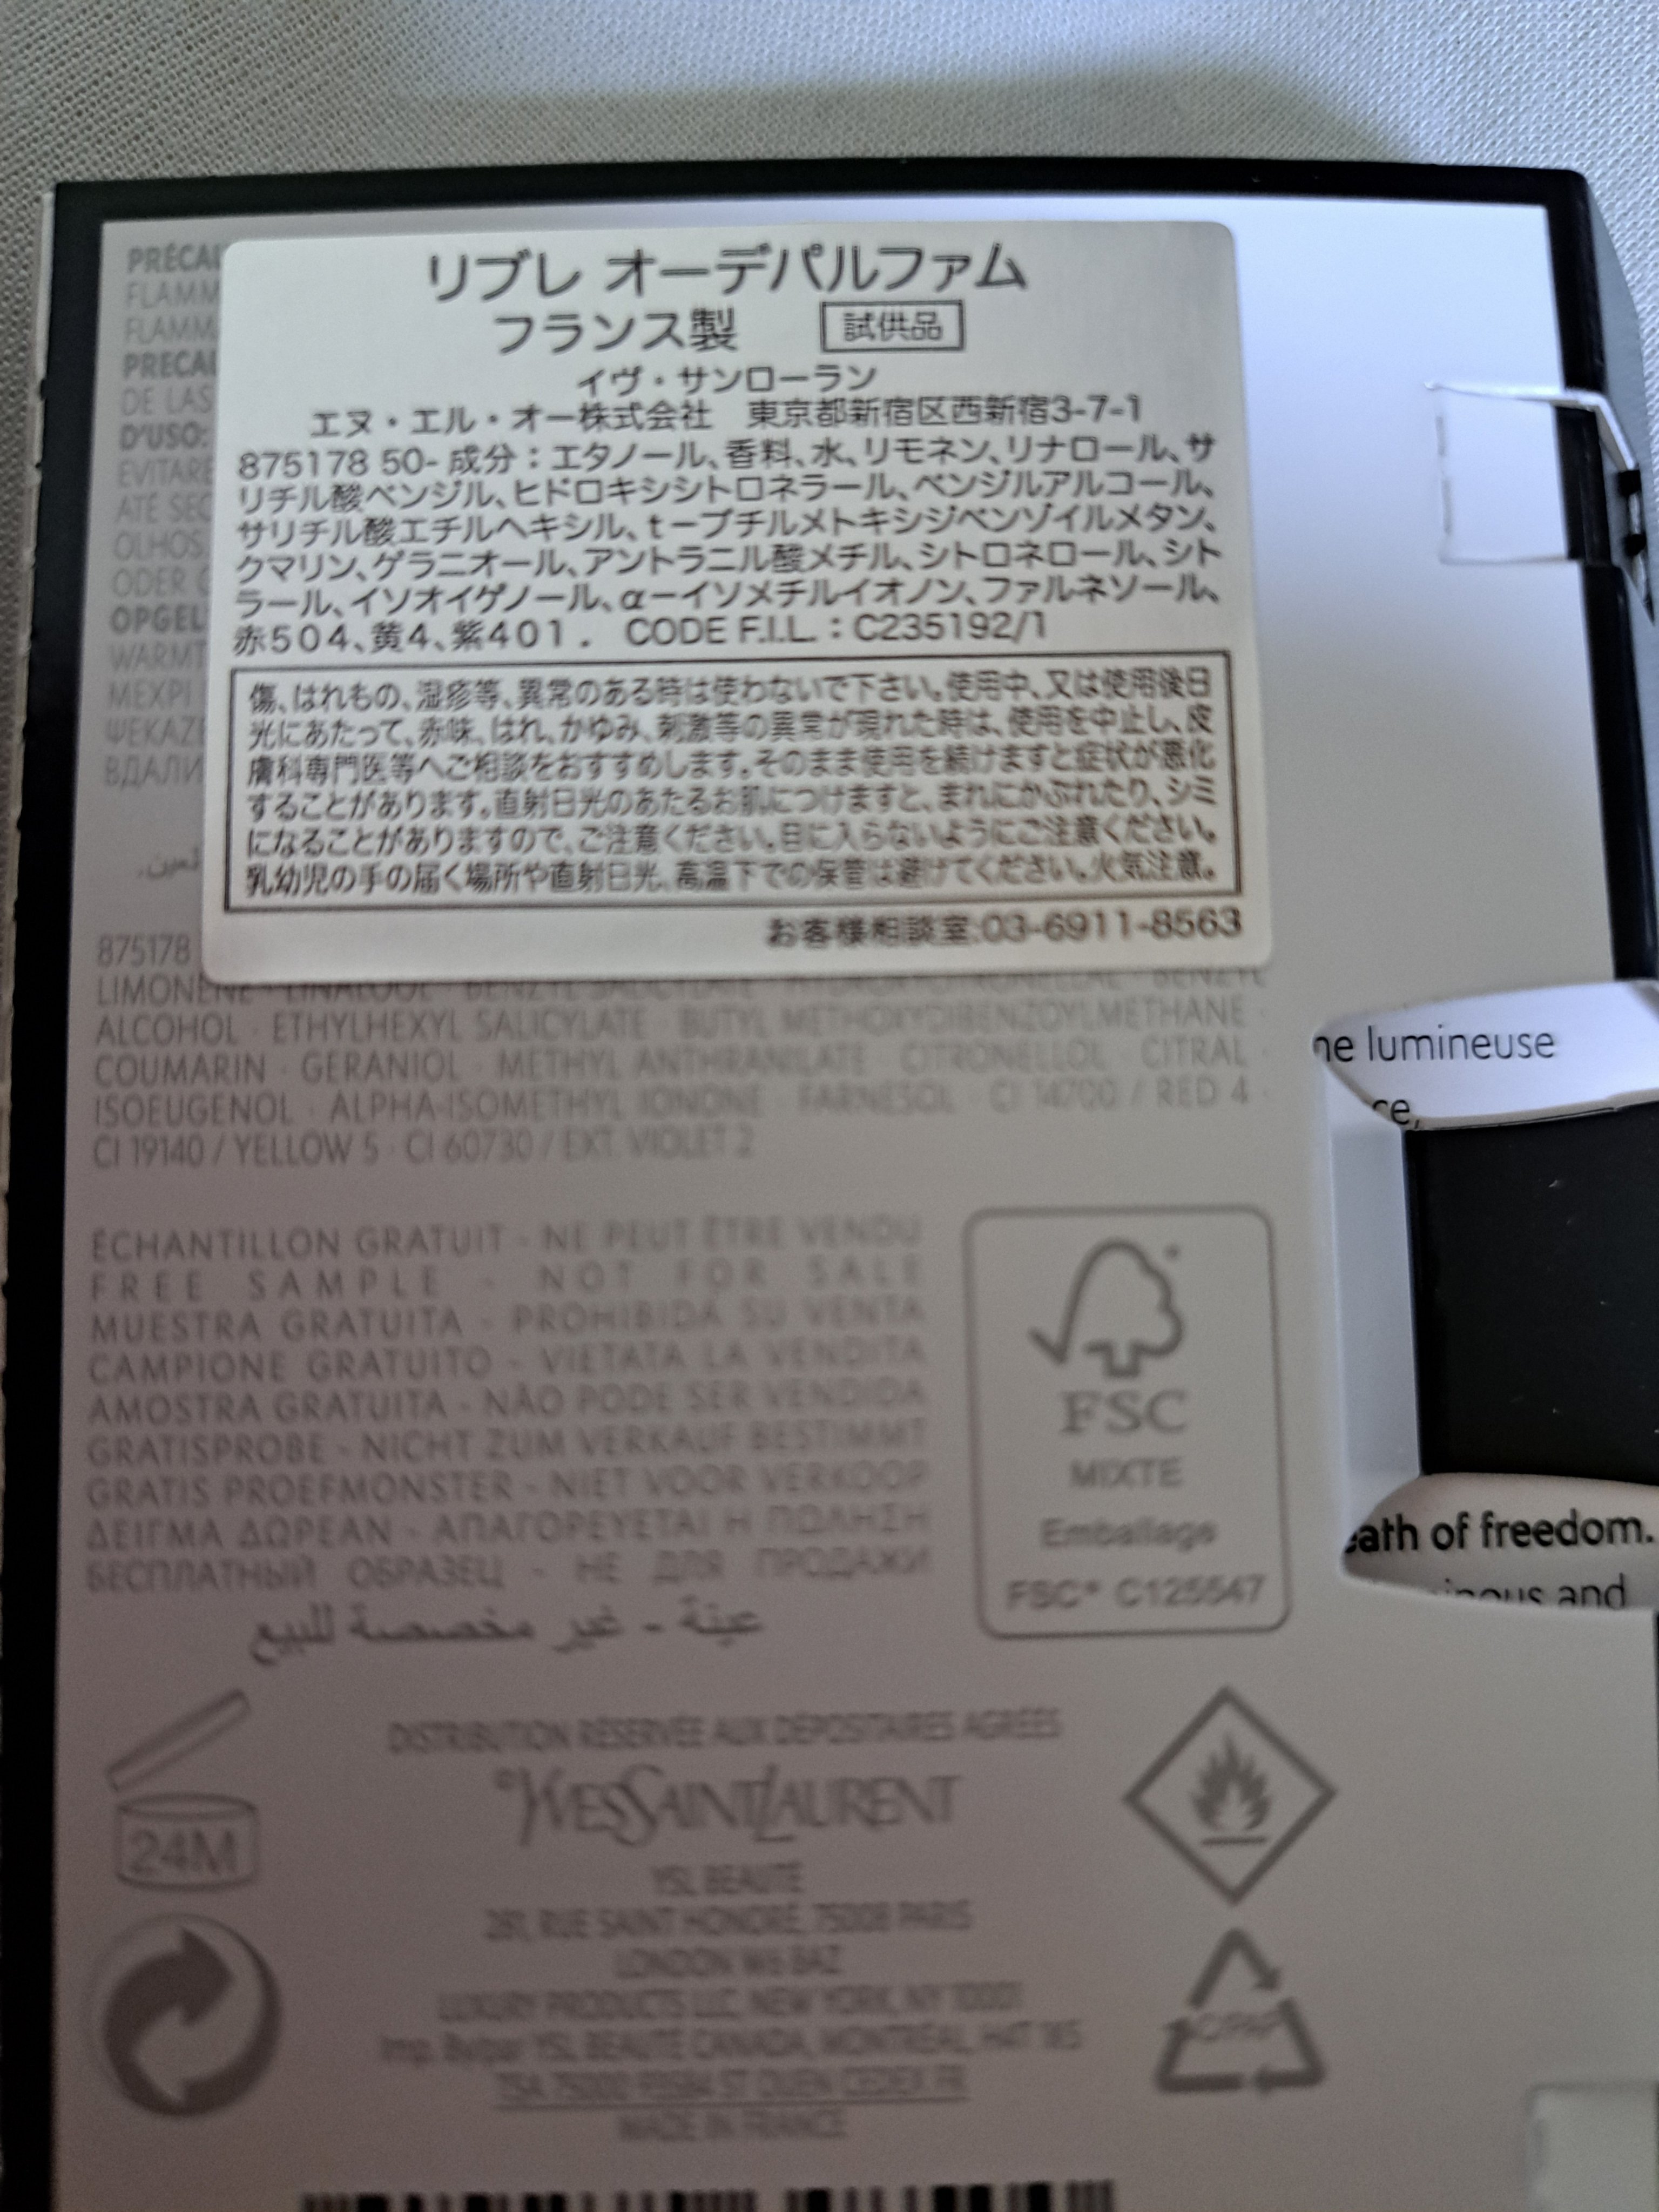 リブレ オーデパルファム
フランス製 試供品
イヴ・サンローラン
エヌ・エル・オー株式会社 東京都新宿区西新宿3-7-1
875178 50- 成分：エタノール、香料、水、リモネン、リナロール、サ
リチル酸ベンジル、ヒドロキシシトロネラール、ベンジルアルコール、
サリチル酸エチルヘキシル、t－ブチルメトキシジベンゾイルメタン、
クマリン、ゲラニオール、アントラニル酸メチル、シトロネロール、シト
ラール、イソオイゲノール、α－イソメチルイオノン、ファルネソール、
赤504、黄4、紫401． CODE F.I.L.：C235192/1
傷、はれもの、湿疹等、異常のある時は使わないで下さい。使用中、又は使用後日
光にあたって、赤味、はれ、かゆみ、刺激等の異常が現れた時は、使用を中止し、皮
膚科専門医等へご相談をおすすめします。そのまま使用を続けますと症状が悪化
することがあります。直射日光のあたるお肌につけますと、まれにかぶれたり、シミ
になることがありますので、ご注意ください。目に入らないようにご注意ください。
乳幼児の手の届く場所や直射日光、高温下での保管は避けてください。火気注意。
お客様相談室:03-6911-8563
PRÉCAU
FLAMM
FLAMM
PRECAU
DE LAS
D'USO:
EVITARE
ATÉ SEC
OLHOS
ODER
OPGEL
WARMT
ΜΕΧΡΙ
ΨΕΚΑΖΕ
ВДАЛИ
875178
LIMONENE · LINALOOL · BENZYL SALICYLATE · HYDROXYCITRONELLAL · BENZYL
ALCOHOL · ETHYLHEXYL SALICYLATE · BUTYL METHOXYDIBENZOYLMETHANE ·
COUMARIN · GERANIOL · METHYL ANTHRANILATE · CITRONELLOL · CITRAL ·
ISOEUGENOL · ALPHA-ISOMETHYL IONONE · FARNESOL · CI 14700 / RED 4 ·
CI 19140 / YELLOW 5 · CI 60730 / EXT. VIOLET 2
ne lumineuse
ce,
ÉCHANTILLON GRATUIT - NE PEUT ÊTRE VENDU
FREE SAMPLE - NOT FOR SALE
MUESTRA GRATUITA - PROHIBIDA SU VENTA
CAMPIONE GRATUITO - VIETATA LA VENDITA
AMOSTRA GRATUITA - NÃO PODE SER VENDIDA
GRATISPROBE - NICHT ZUM VERKAUF BESTIMMT
GRATIS PROEFMONSTER - NIET VOOR VERKOOP
ΔΕΙΓΜΑ ΔΩΡΕΑΝ - ΑΠΑΓΟΡΕΥΕΤΑΙ Η ΠΩΛΗΣΗ
БЕСПЛАТНЫЙ ОБРАЗЕЦ - НЕ ДЛЯ ПРОДАЖИ
عينة - غير مخصصة للبيع
FSC
MIXTE
Emballage
FSC® C125547
eath of freedom.
inous and
DISTRIBUTION RÉSERVÉE AUX DÉPOSITAIRES AGRÉÉS
©YVESSAINTLAURENT
24M
YSL BEAUTÉ
281, RUE SAINT HONORÉ, 75008 PARIS
LONDON W6 8AZ
LUXURY PRODUCTS LLC, NEW YORK, NY 10001
YSL BEAUTÉ CANADA, MONTRÉAL, H4T 1K5
TSA 75000 93584 ST OUEN CEDEX FR
MADE IN FRANCE